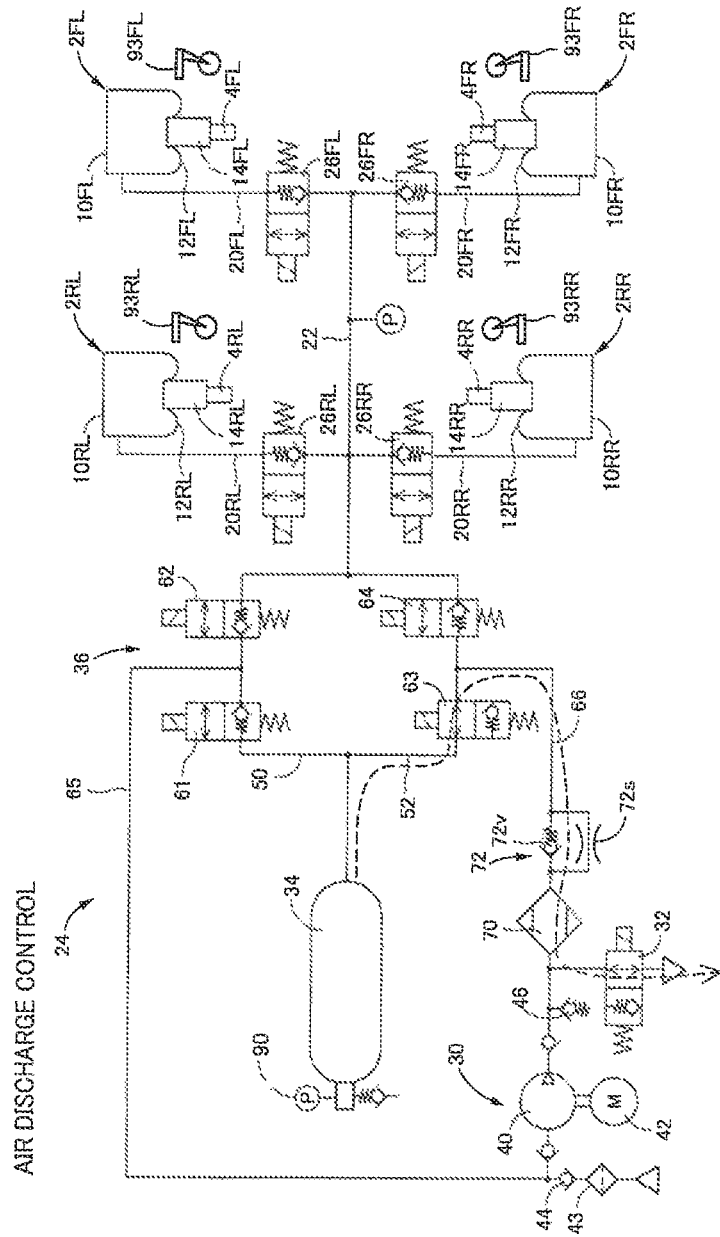 AIR DISCHARGE CONTROL
2FL
93FL
4FL
10FL
12FL
14FL
20FL
26FL
2RL
93RL
4RL
10RL
12RL
14RL
20RL
26RL
22
P
26FR
20FR
12FR
14FR
4FR
10FR
93FR
2FR
26RR
20RR
12RR
14RR
4RR
10RR
93RR
2RR
62
64
36
61
63
65
50
52
66
24
34
90
P
72
72v
72s
70
32
46
30
40
M
42
44
43